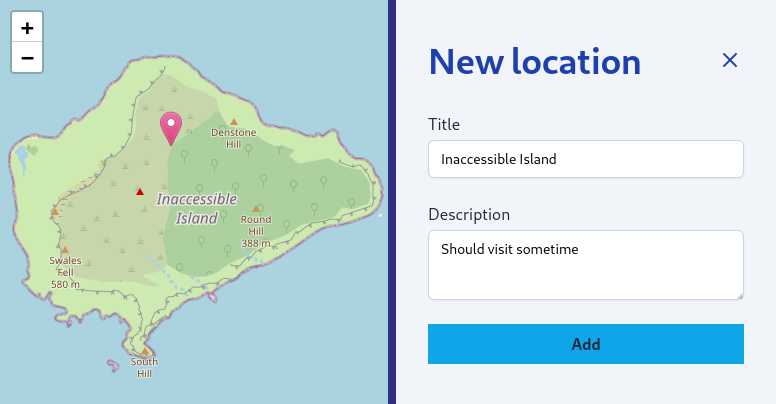 +
−
Denstone
Hill
Inaccessible
Island
Round
Hill
388 m
Swales
Fell
580 m
South
Hill
New location
Title
Inaccessible Island
Description
Should visit sometime
Add